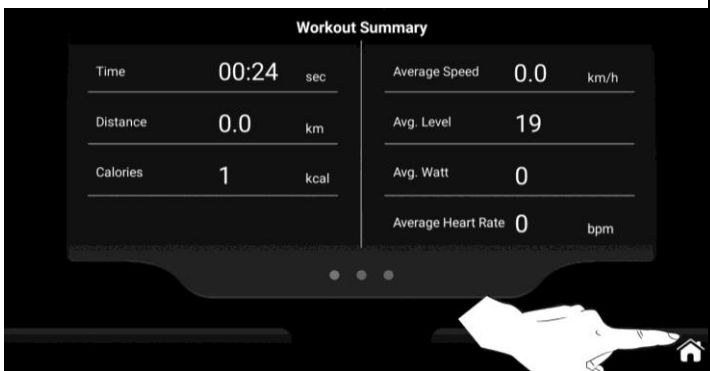 Workout Summary
Time 00:24 sec
Distance 0.0 km
Calories 1 kcal
Average Speed 0.0 km/h
Avg. Level 19
Avg. Watt 0
Average Heart Rate 0 bpm